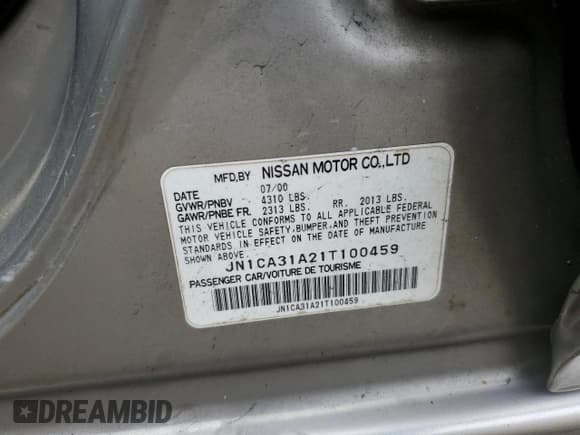 MFD,BY NISSAN MOTOR CO.,LTD
DATE 07/00
GVWR/PNBV 4310 LBS.
GAWR/PNBE FR. 2313 LBS. RR. 2013 LBS.
THIS VEHICLE CONFORMS TO ALL APPLICABLE FEDERAL
MOTOR VEHICLE SAFETY, BUMPER, AND THEFT PREVENTION
STANDARDS IN EFFECT ON THE DATE OF MANUFACTURE
SHOWN ABOVE.
JN1CA31A21T100459
PASSENGER CAR/VOITURE DE TOURISME
JN1CA31A21T100459
DREAMBID